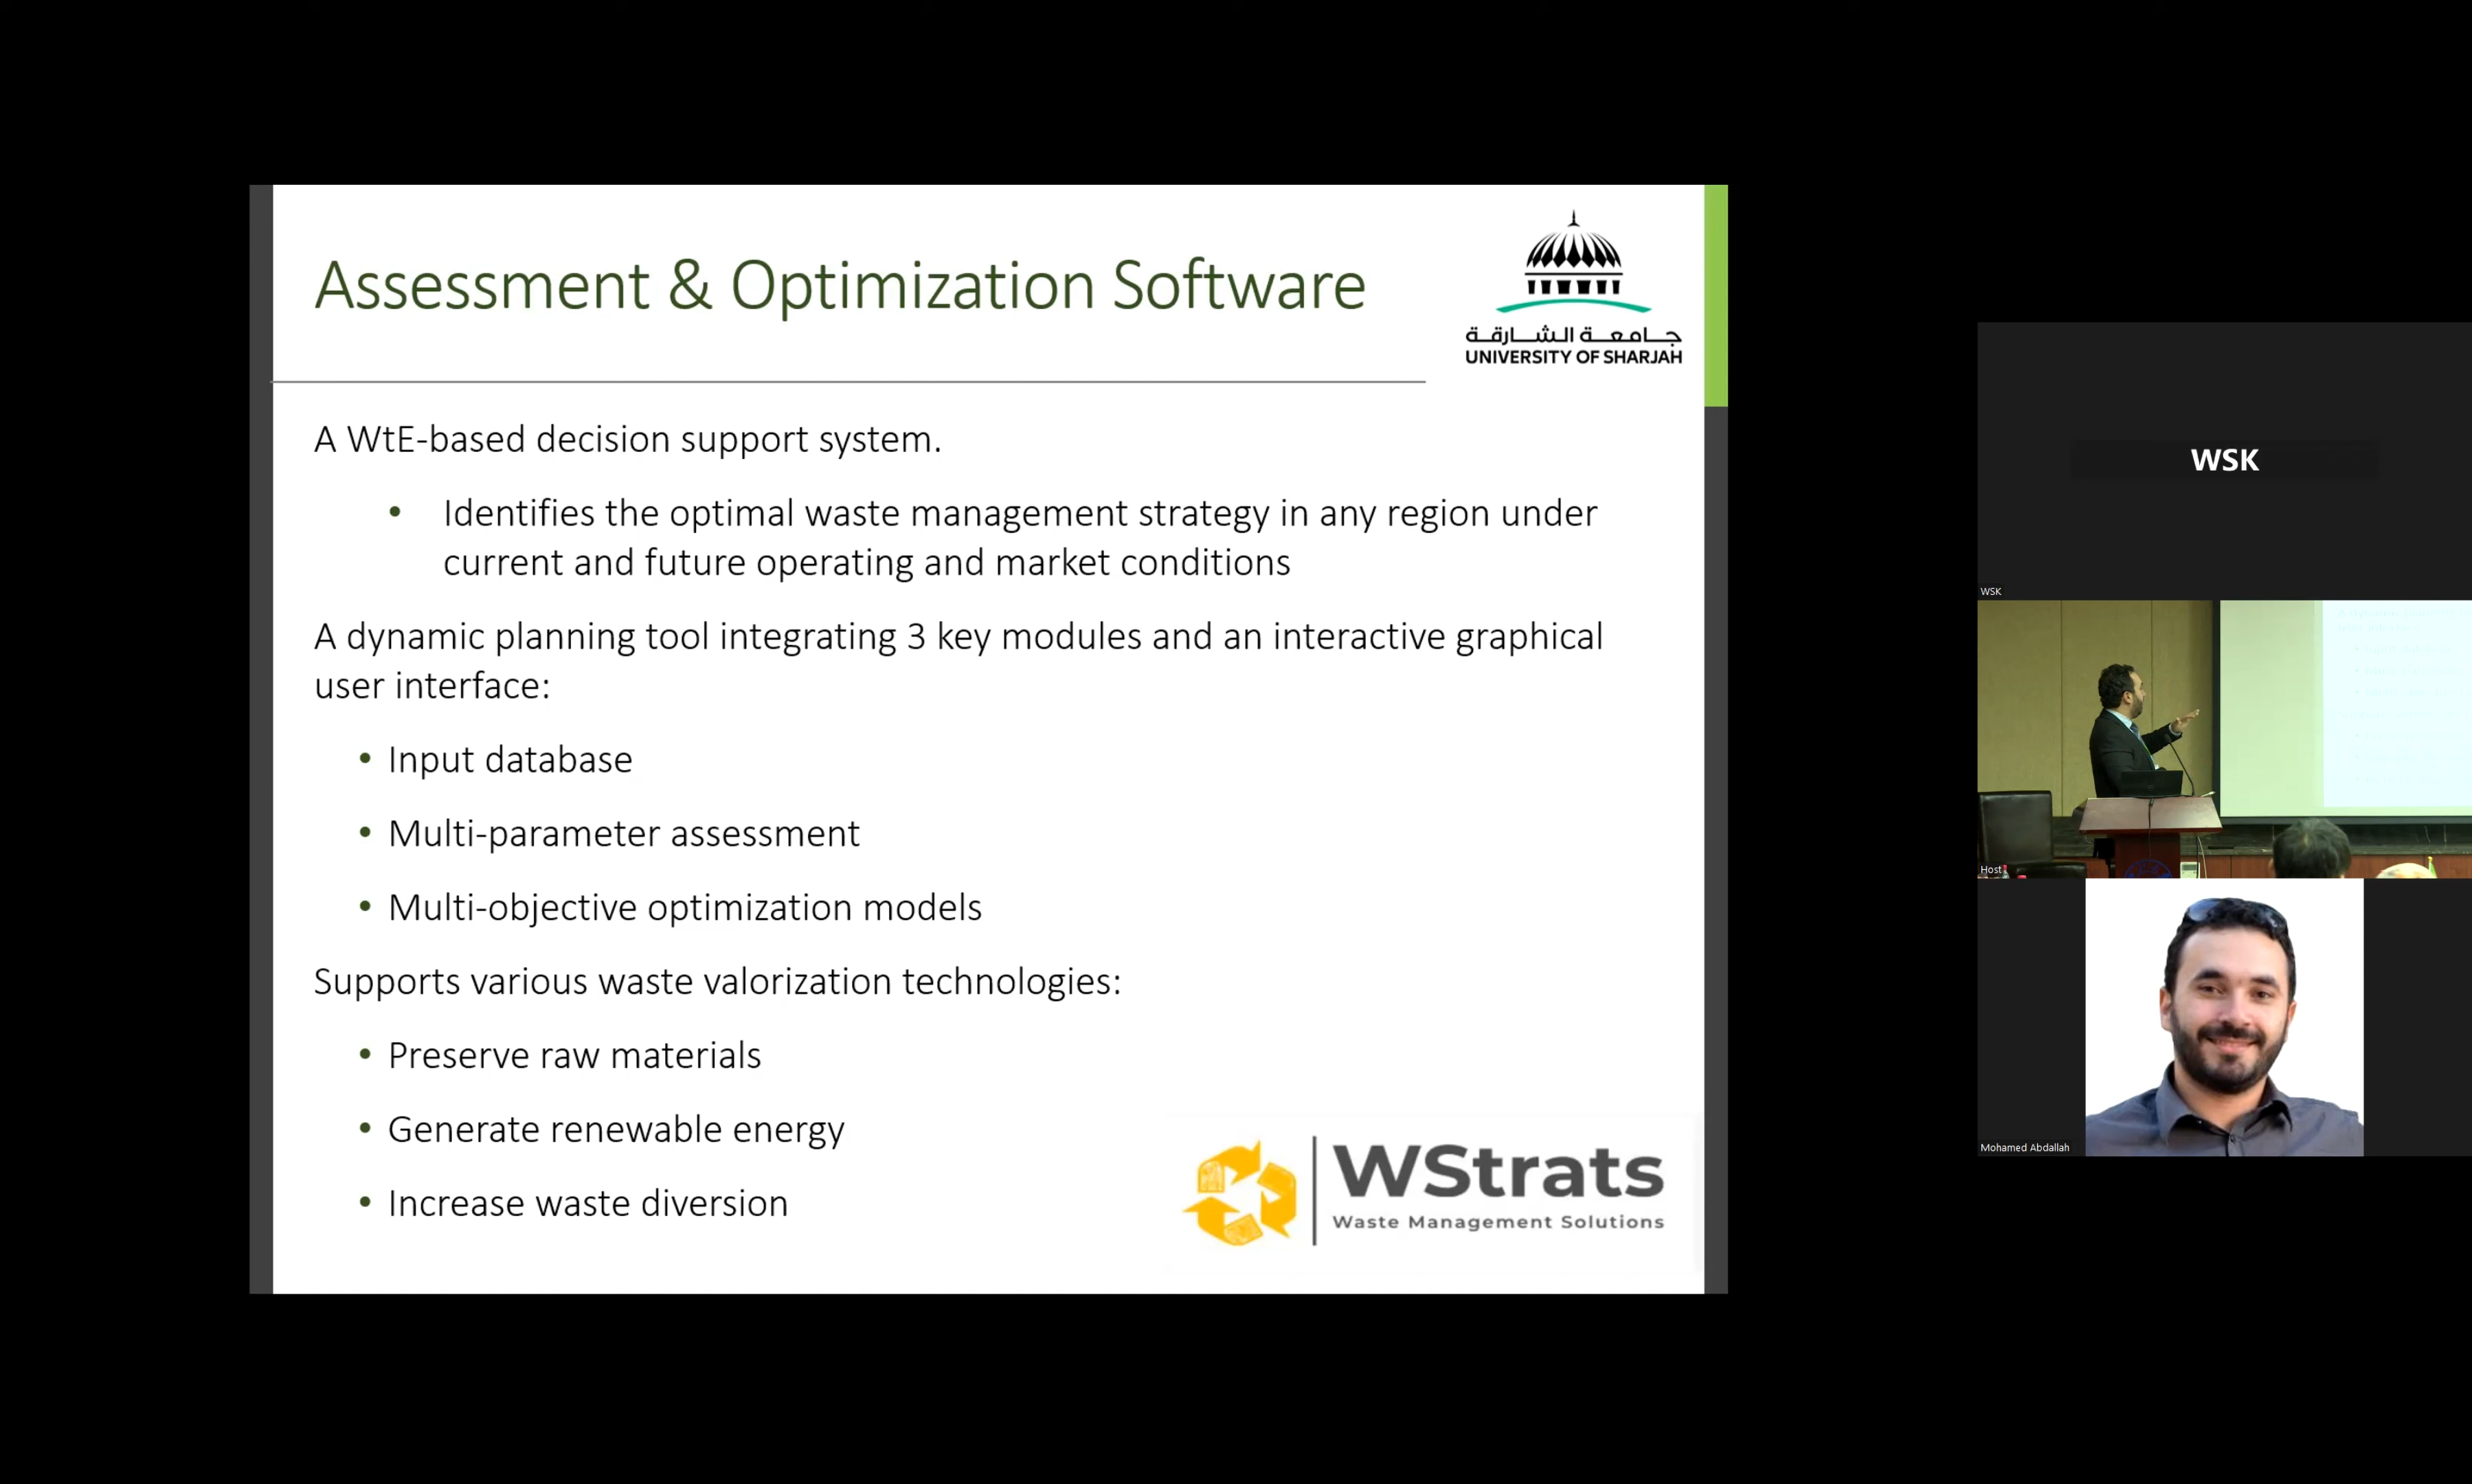 Assessment & Optimization Software
جامعة الشارقة
UNIVERSITY OF SHARJAH
A WtE-based decision support system.
• Identifies the optimal waste management strategy in any region under
current and future operating and market conditions
A dynamic planning tool integrating 3 key modules and an interactive graphical
user interface:
• Input database
• Multi-parameter assessment
• Multi-objective optimization models
Supports various waste valorization technologies:
• Preserve raw materials
• Generate renewable energy
• Increase waste diversion
WStrats
Waste Management Solutions
WSK
WSK
Host
Mohamed Abdallah